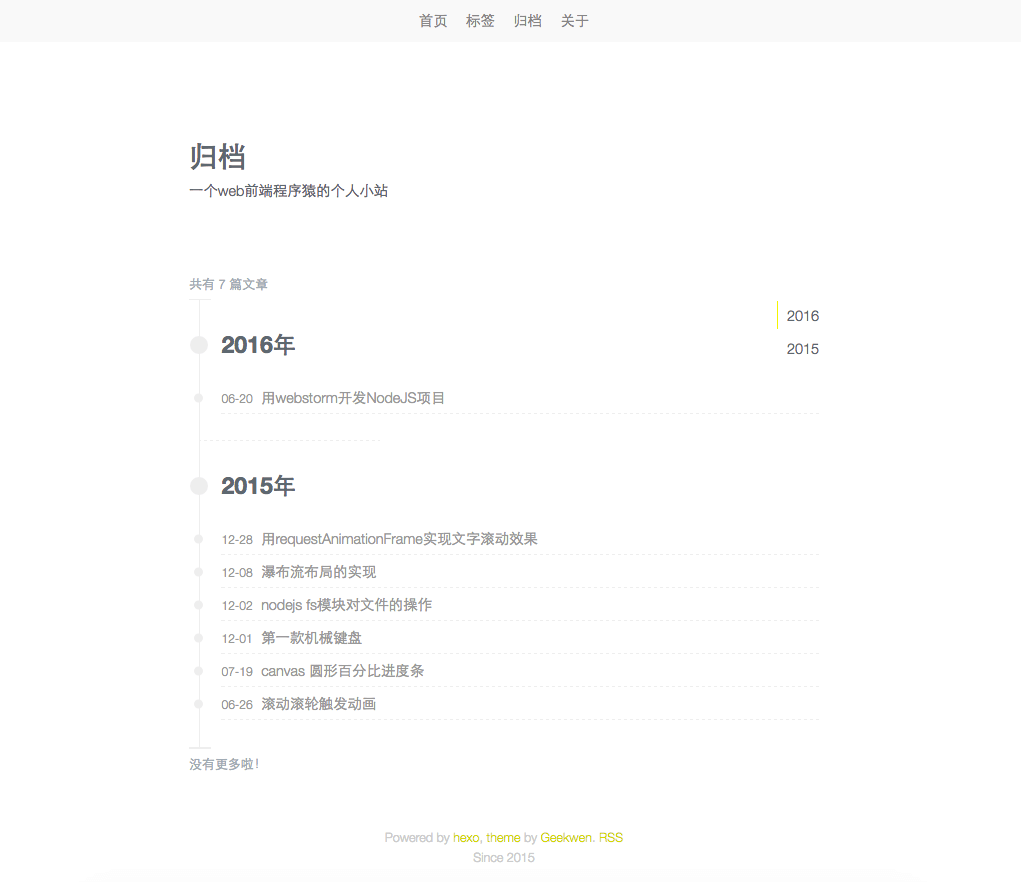 首页 标签 归档 关于
归档
一个web前端程序猿的个人小站
共有 7 篇文章
2016
2015
2016年
06-20 用webstorm开发NodeJS项目
2015年
12-28 用requestAnimationFrame实现文字滚动效果
12-08 瀑布流布局的实现
12-02 nodejs fs模块对文件的操作
12-01 第一款机械键盘
07-19 canvas 圆形百分比进度条
06-26 滚动滚轮触发动画
没有更多啦!
Powered by hexo, theme by Geekwen. RSS
Since 2015